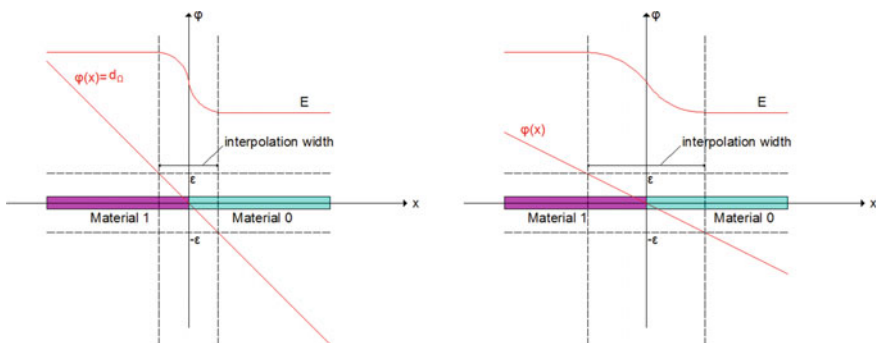 φ
φ(x)=dΩ
E
interpolation width
ε
x
Material 1
Material 0
-ε
φ
E
φ(x)
interpolation width
ε
x
Material 1
Material 0
-ε